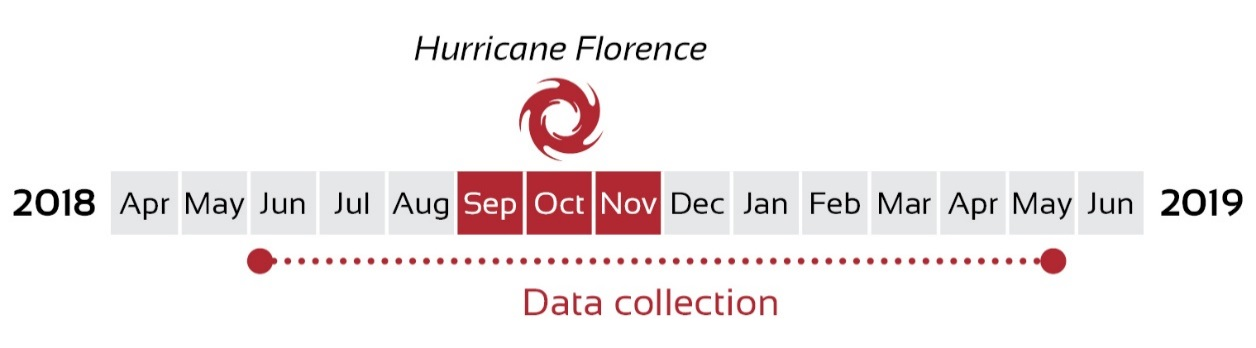 Hurricane Florence
2018 Apr May Jun Jul Aug Sep Oct Nov Dec Jan Feb Mar Apr May Jun 2019
Data collection